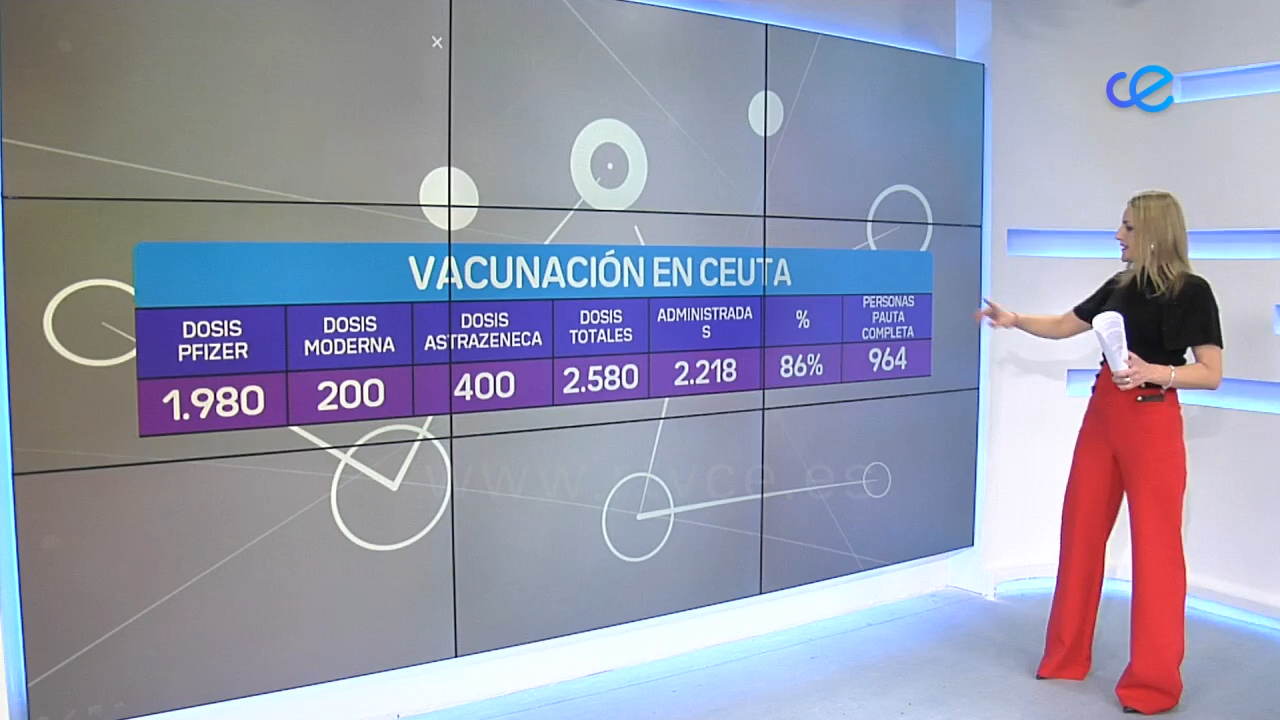 ce
VACUNACIÓN EN CEUTA
DOSIS
PFIZER
DOSIS
MODERNA
DOSIS
ASTRAZENECA
DOSIS
TOTALES
ADMINISTRADA
S
%
PERSONAS
PAUTA
COMPLETA
1.980
200
400
2.580
2.218
86%
964